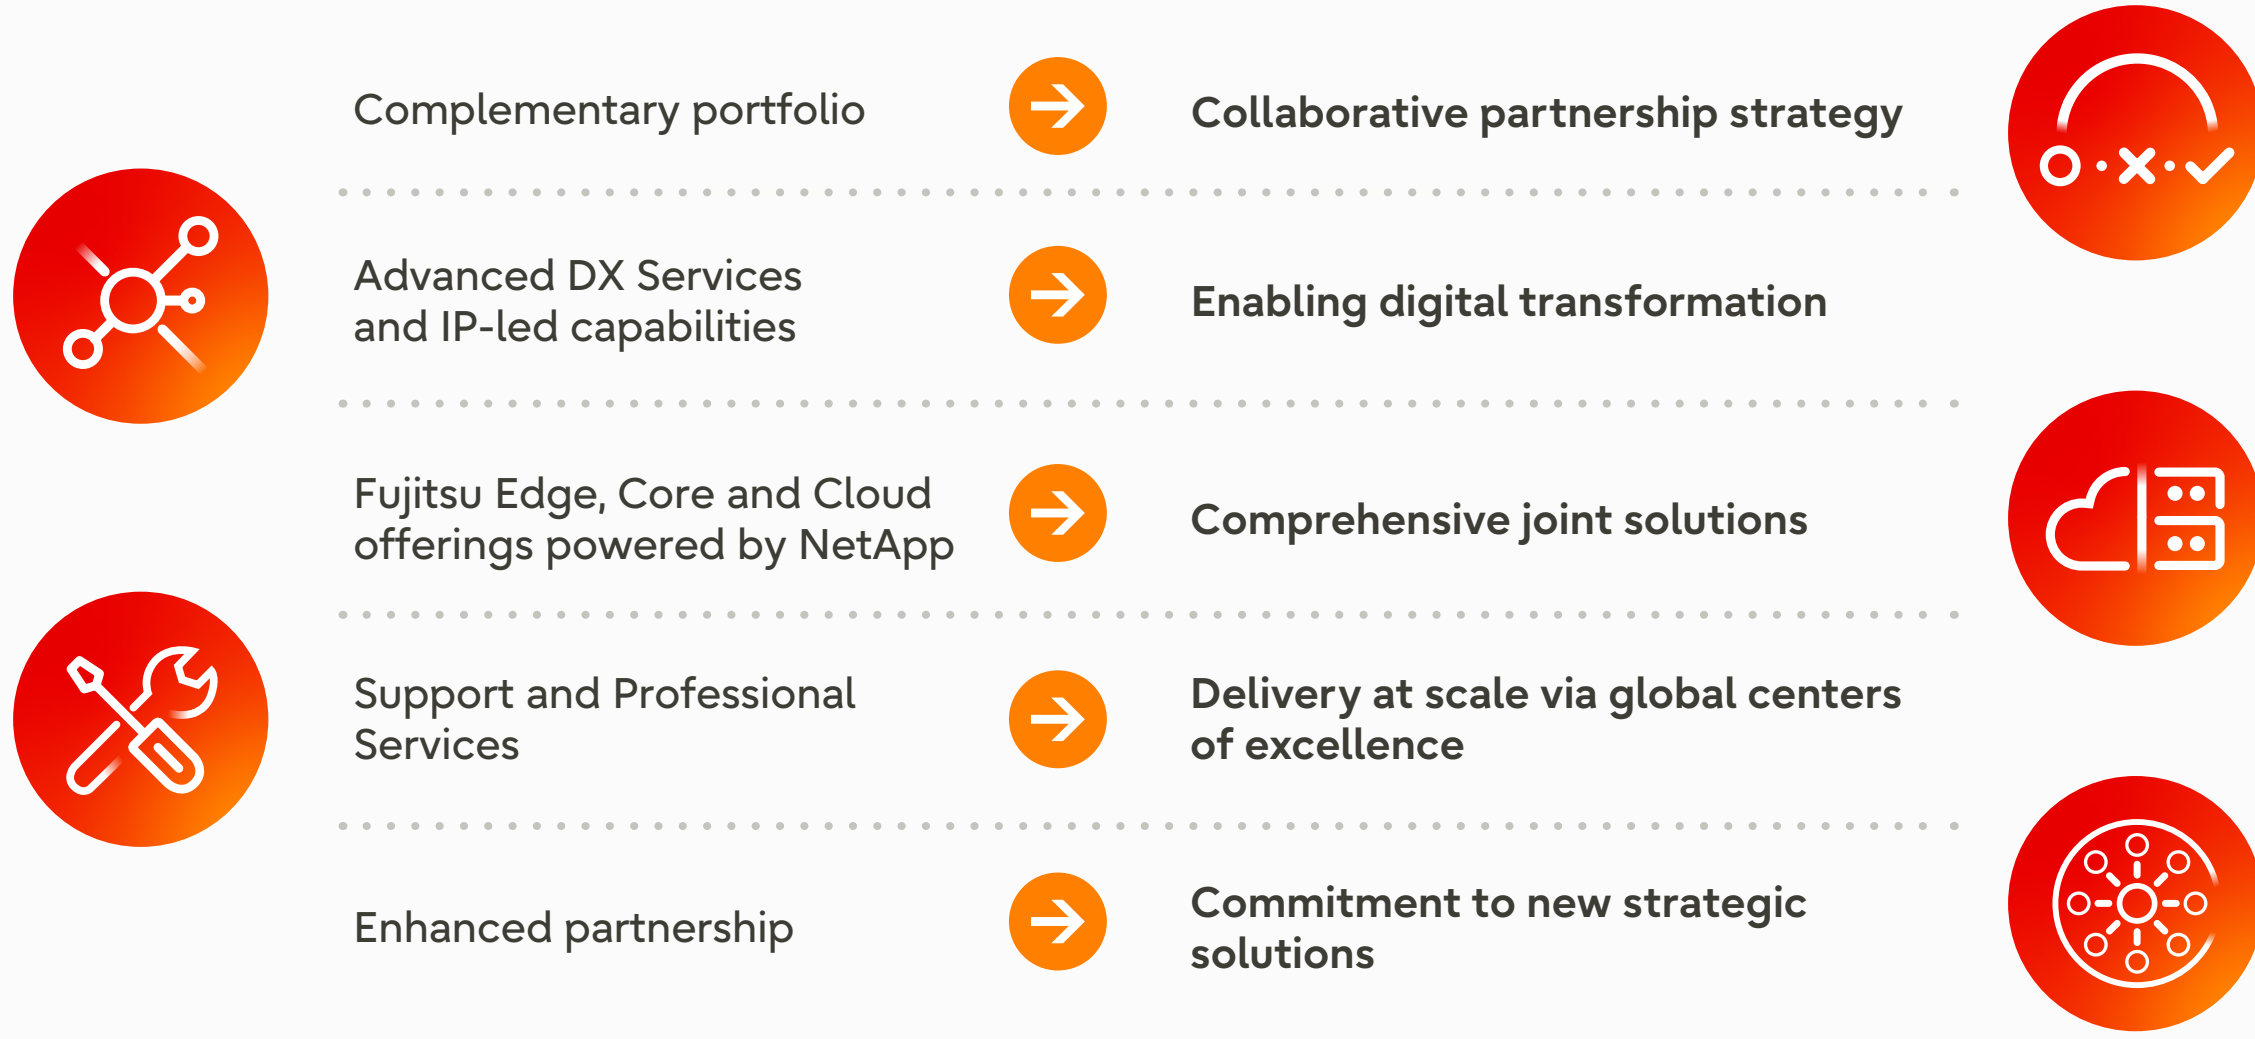 Complementary portfolio
Collaborative partnership strategy
Advanced DX Services
and IP-led capabilities
Enabling digital transformation
Fujitsu Edge, Core and Cloud
offerings powered by NetApp
Comprehensive joint solutions
Support and Professional
Services
Delivery at scale via global centers
of excellence
Enhanced partnership
Commitment to new strategic
solutions